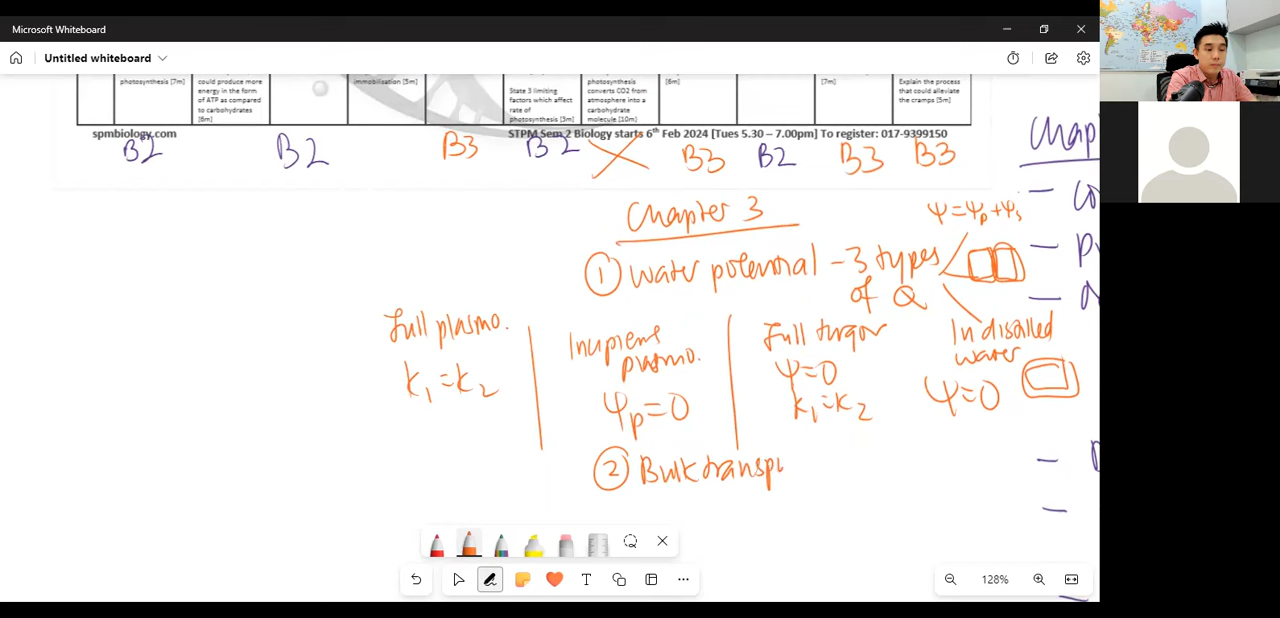 Microsoft Whiteboard
Untitled whiteboard
photosynthesis [7m]
could produce more
energy in the form
of ATP as compared
to carbohydrates
[6m]
immobilisation [5m]
State 3 limiting
factors which affect
rate of
photosynthesis [3m]
photosynthesis
converts CO2 from
atmosphere into a
carbohydrate
molecule [10m]
[6m]
[7m]
Explain the process
that could alleviate
the cramps [5m]
spmbiology.com
STPM Sem 2 Biology starts 6th Feb 2024 [Tues 5.30 – 7.00pm] To register: 017-9399150
B2 B2 B3 B2 B3 B2 B3 B3
Chapter 3
Ψ=Ψp+Ψs
① Water potential – 3 types
of Q
Full plasmo.
k₁=k₂
Incipient
plasmo.
Ψp=0
Full turgor
Ψ=0
k₁=k₂
In distilled
water
Ψ=0
② Bulk transp
128%